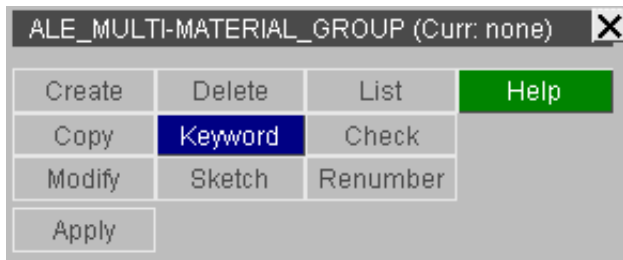 ALE_MULTI-MATERIAL_GROUP (Curr: none) X
Create Delete List Help
Copy Keyword Check
Modify Sketch Renumber
Apply